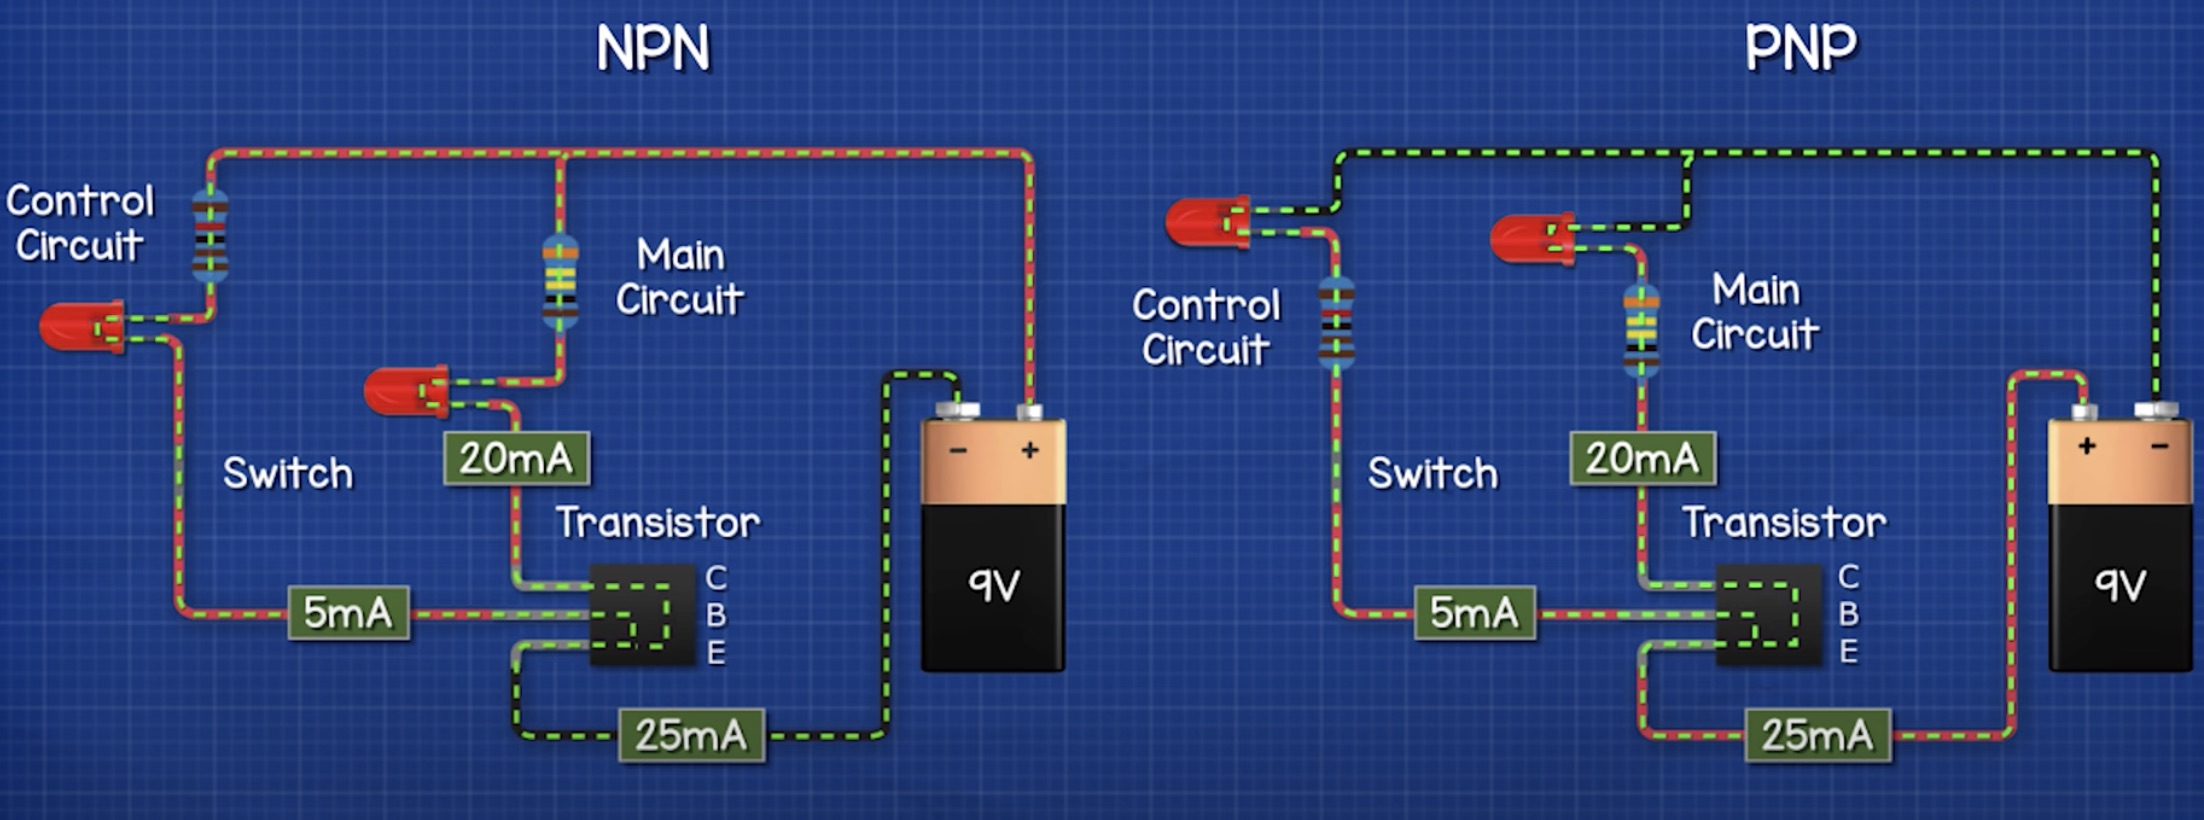 NPN
Control
Circuit
Main
Circuit
Switch
20mA
Transistor
C
B
E
5mA
25mA
- +
9V
PNP
Control
Circuit
Main
Circuit
Switch
20mA
Transistor
C
B
E
5mA
25mA
+ -
9V